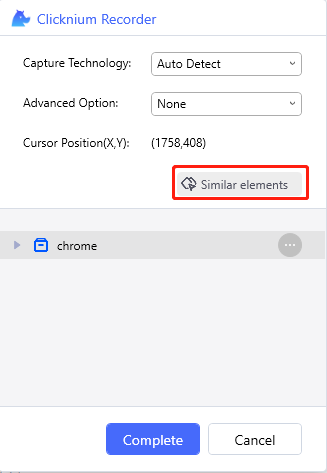 Clicknium Recorder
Capture Technology: Auto Detect
Advanced Option: None
Cursor Position(X,Y): (1758,408)
Similar elements
chrome
Complete Cancel